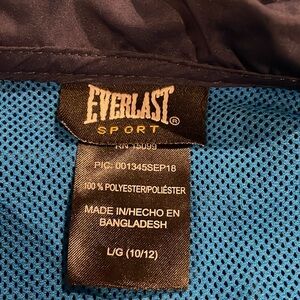 EVERLAST®
SPORT
RN 15099
PIC: 001345SEP18
100 % POLYESTER/POLIÉSTER
MADE IN/HECHO EN
BANGLADESH
L/G (10/12)